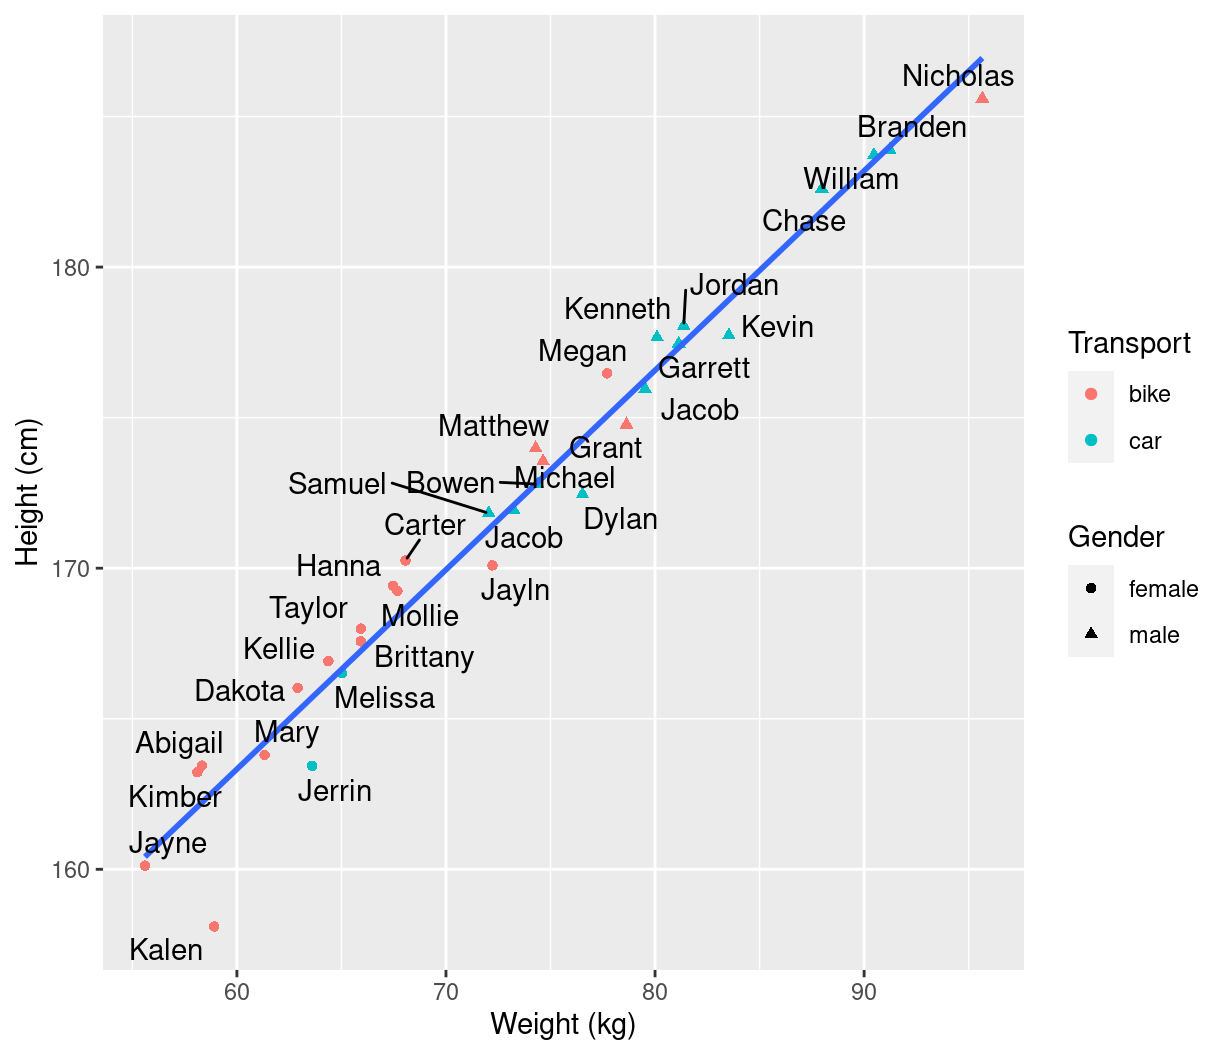 Nicholas
Branden
William
Chase
180
Jordan
Kenneth
Kevin
Megan
Garrett
Jacob
Matthew
Grant
Michael
Bowen
Samuel
Dylan
Carter
Jacob
170
Hanna
Jayln
Taylor
Mollie
Kellie
Brittany
Dakota
Melissa
Mary
Abigail
Jerrin
Kimber
Jayne
160
Kalen
60
70
80
90
Weight (kg)
Height (cm)
Transport
bike
car
Gender
female
male